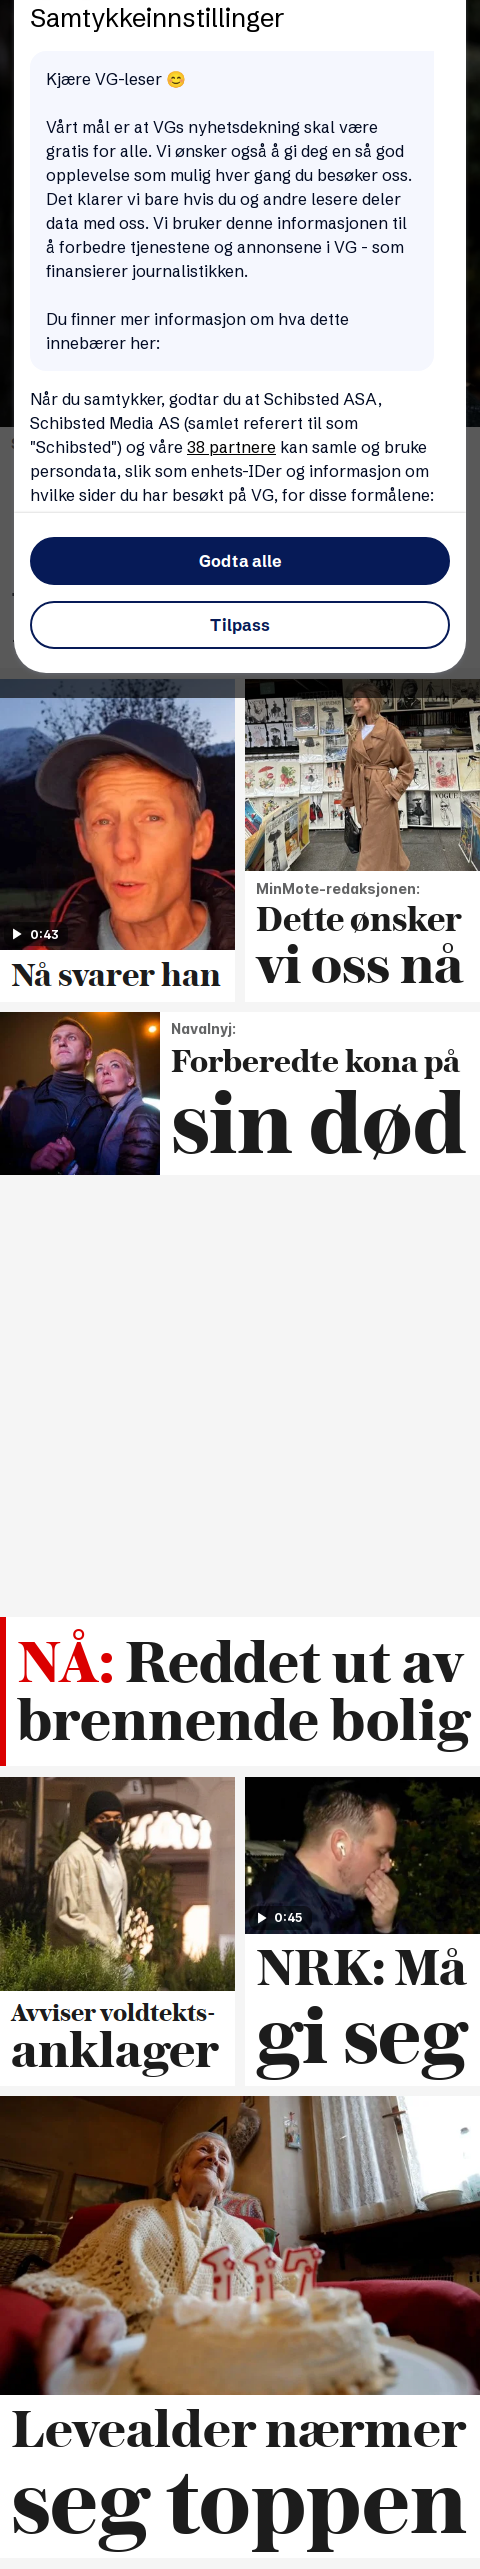 Samtykkeinnstillinger
Kjære VG-leser 😊
Vårt mål er at VGs nyhetsdekning skal være
gratis for alle. Vi ønsker også å gi deg en så god
opplevelse som mulig hver gang du besøker oss.
Det klarer vi bare hvis du og andre lesere deler
data med oss. Vi bruker denne informasjonen til
å forbedre tjenestene og annonsene i VG - som
finansierer journalistikken.
Du finner mer informasjon om hva dette
innebærer her:
Når du samtykker, godtar du at Schibsted ASA,
Schibsted Media AS (samlet referert til som
"Schibsted") og våre 38 partnere kan samle og bruke
persondata, slik som enhets-IDer og informasjon om
hvilke sider du har besøkt på VG, for disse formålene:
Godta alle
Tilpass
0:43
Nå svarer han
VOGUE
MinMote-redaksjonen:
Dette ønsker
vi oss nå
Navalnyj:
Forberedte kona på
sin død
NÅ: Reddet ut av
brennende bolig
Avviser voldtekts-
anklager
0:45
NRK: Må
gi seg
117
Levealder nærmer
seg toppen